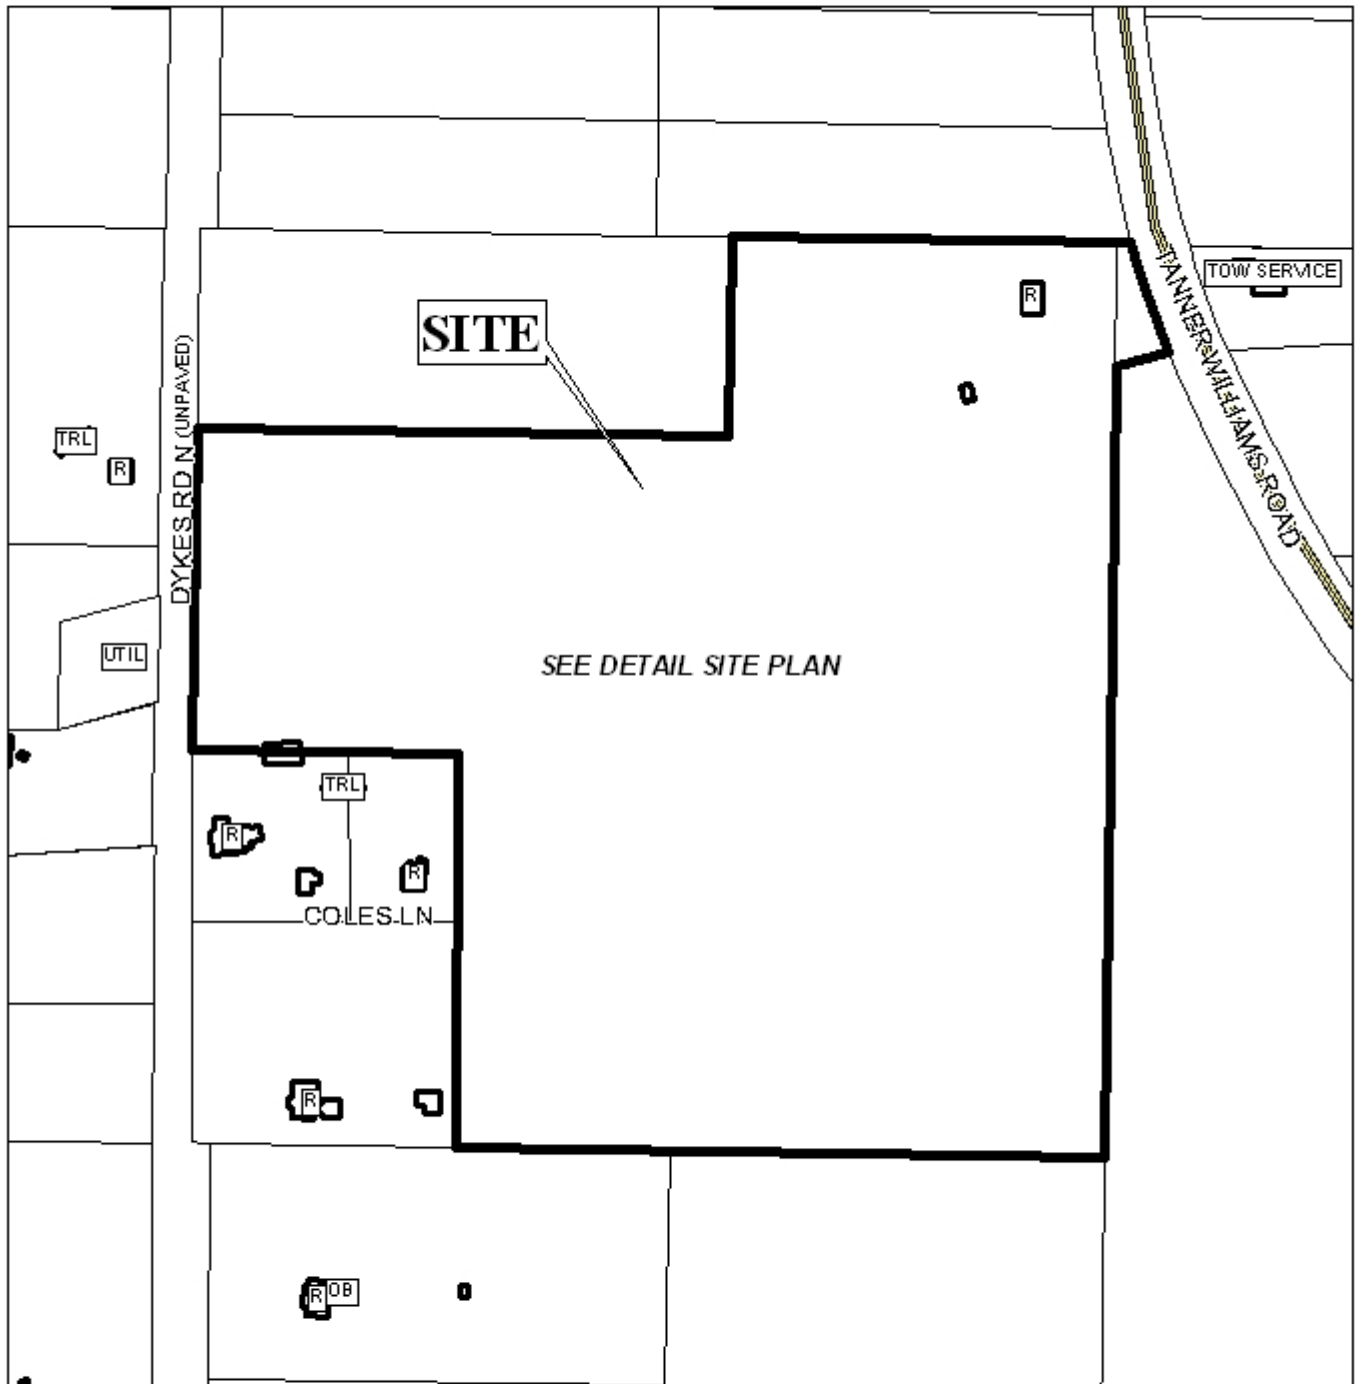 TOW SERVICE
R
SITE
TANNER WILLIAMS ROAD
DYKES RD N (UNPAVED)
TRL
R
UTIL
SEE DETAIL SITE PLAN
TRL
R
R
COLES LN
R
R
OB